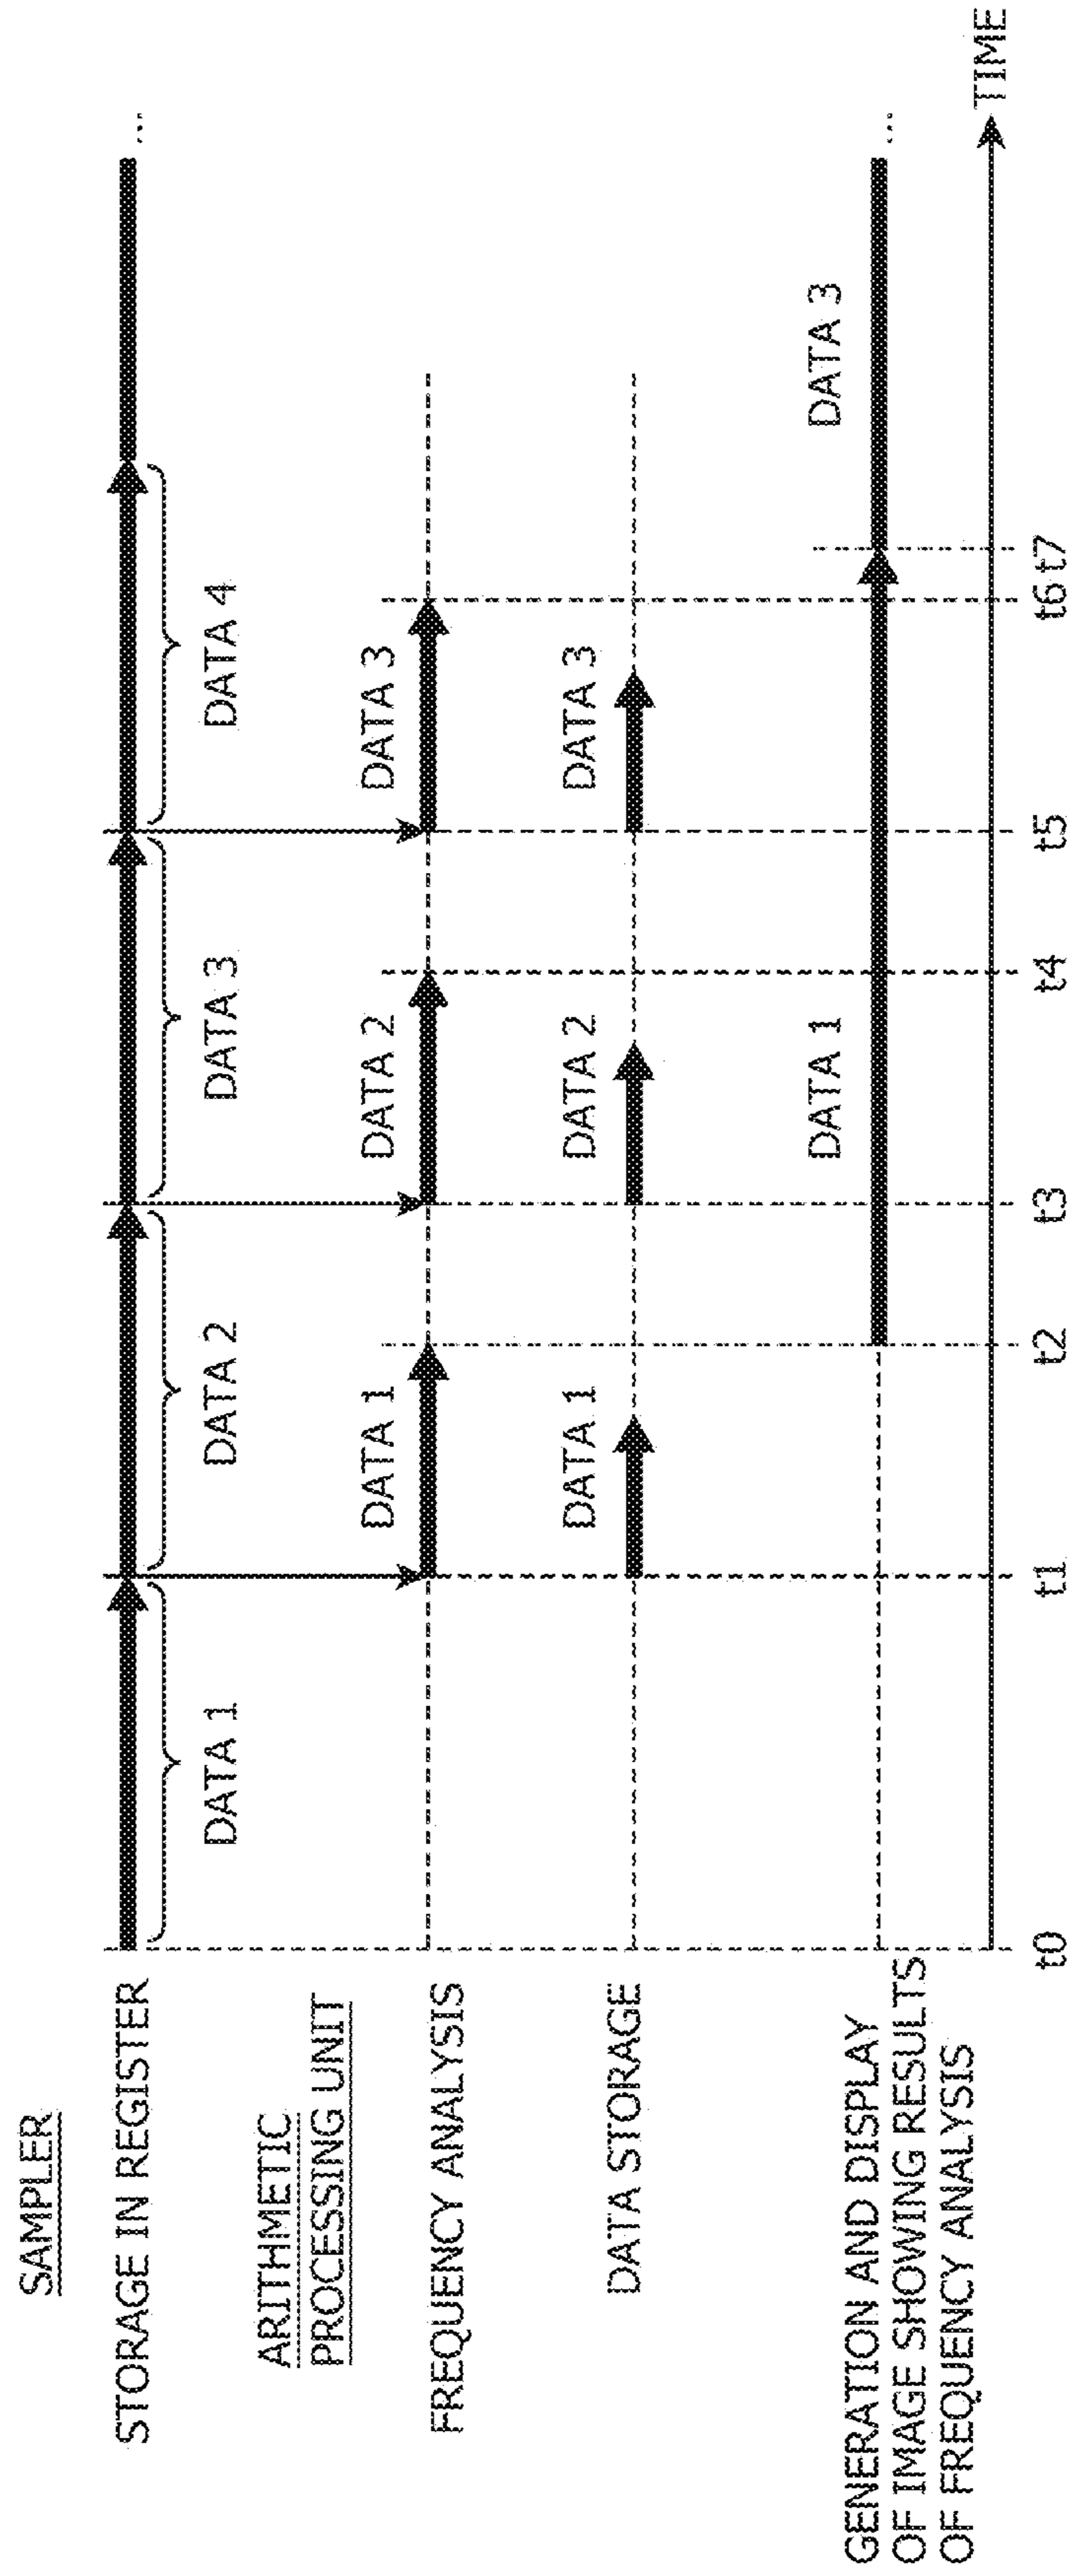 SAMPLER
STORAGE IN REGISTER
DATA 1
DATA 2
DATA 3
DATA 4
...
ARITHMETIC
PROCESSING UNIT
FREQUENCY ANALYSIS
DATA 1
DATA 2
DATA 3
DATA STORAGE
DATA 1
DATA 2
DATA 3
GENERATION AND DISPLAY
OF IMAGE SHOWING RESULTS
OF FREQUENCY ANALYSIS
DATA 1
DATA 3
...
TIME
t0 t1 t2 t3 t4 t5 t6 t7